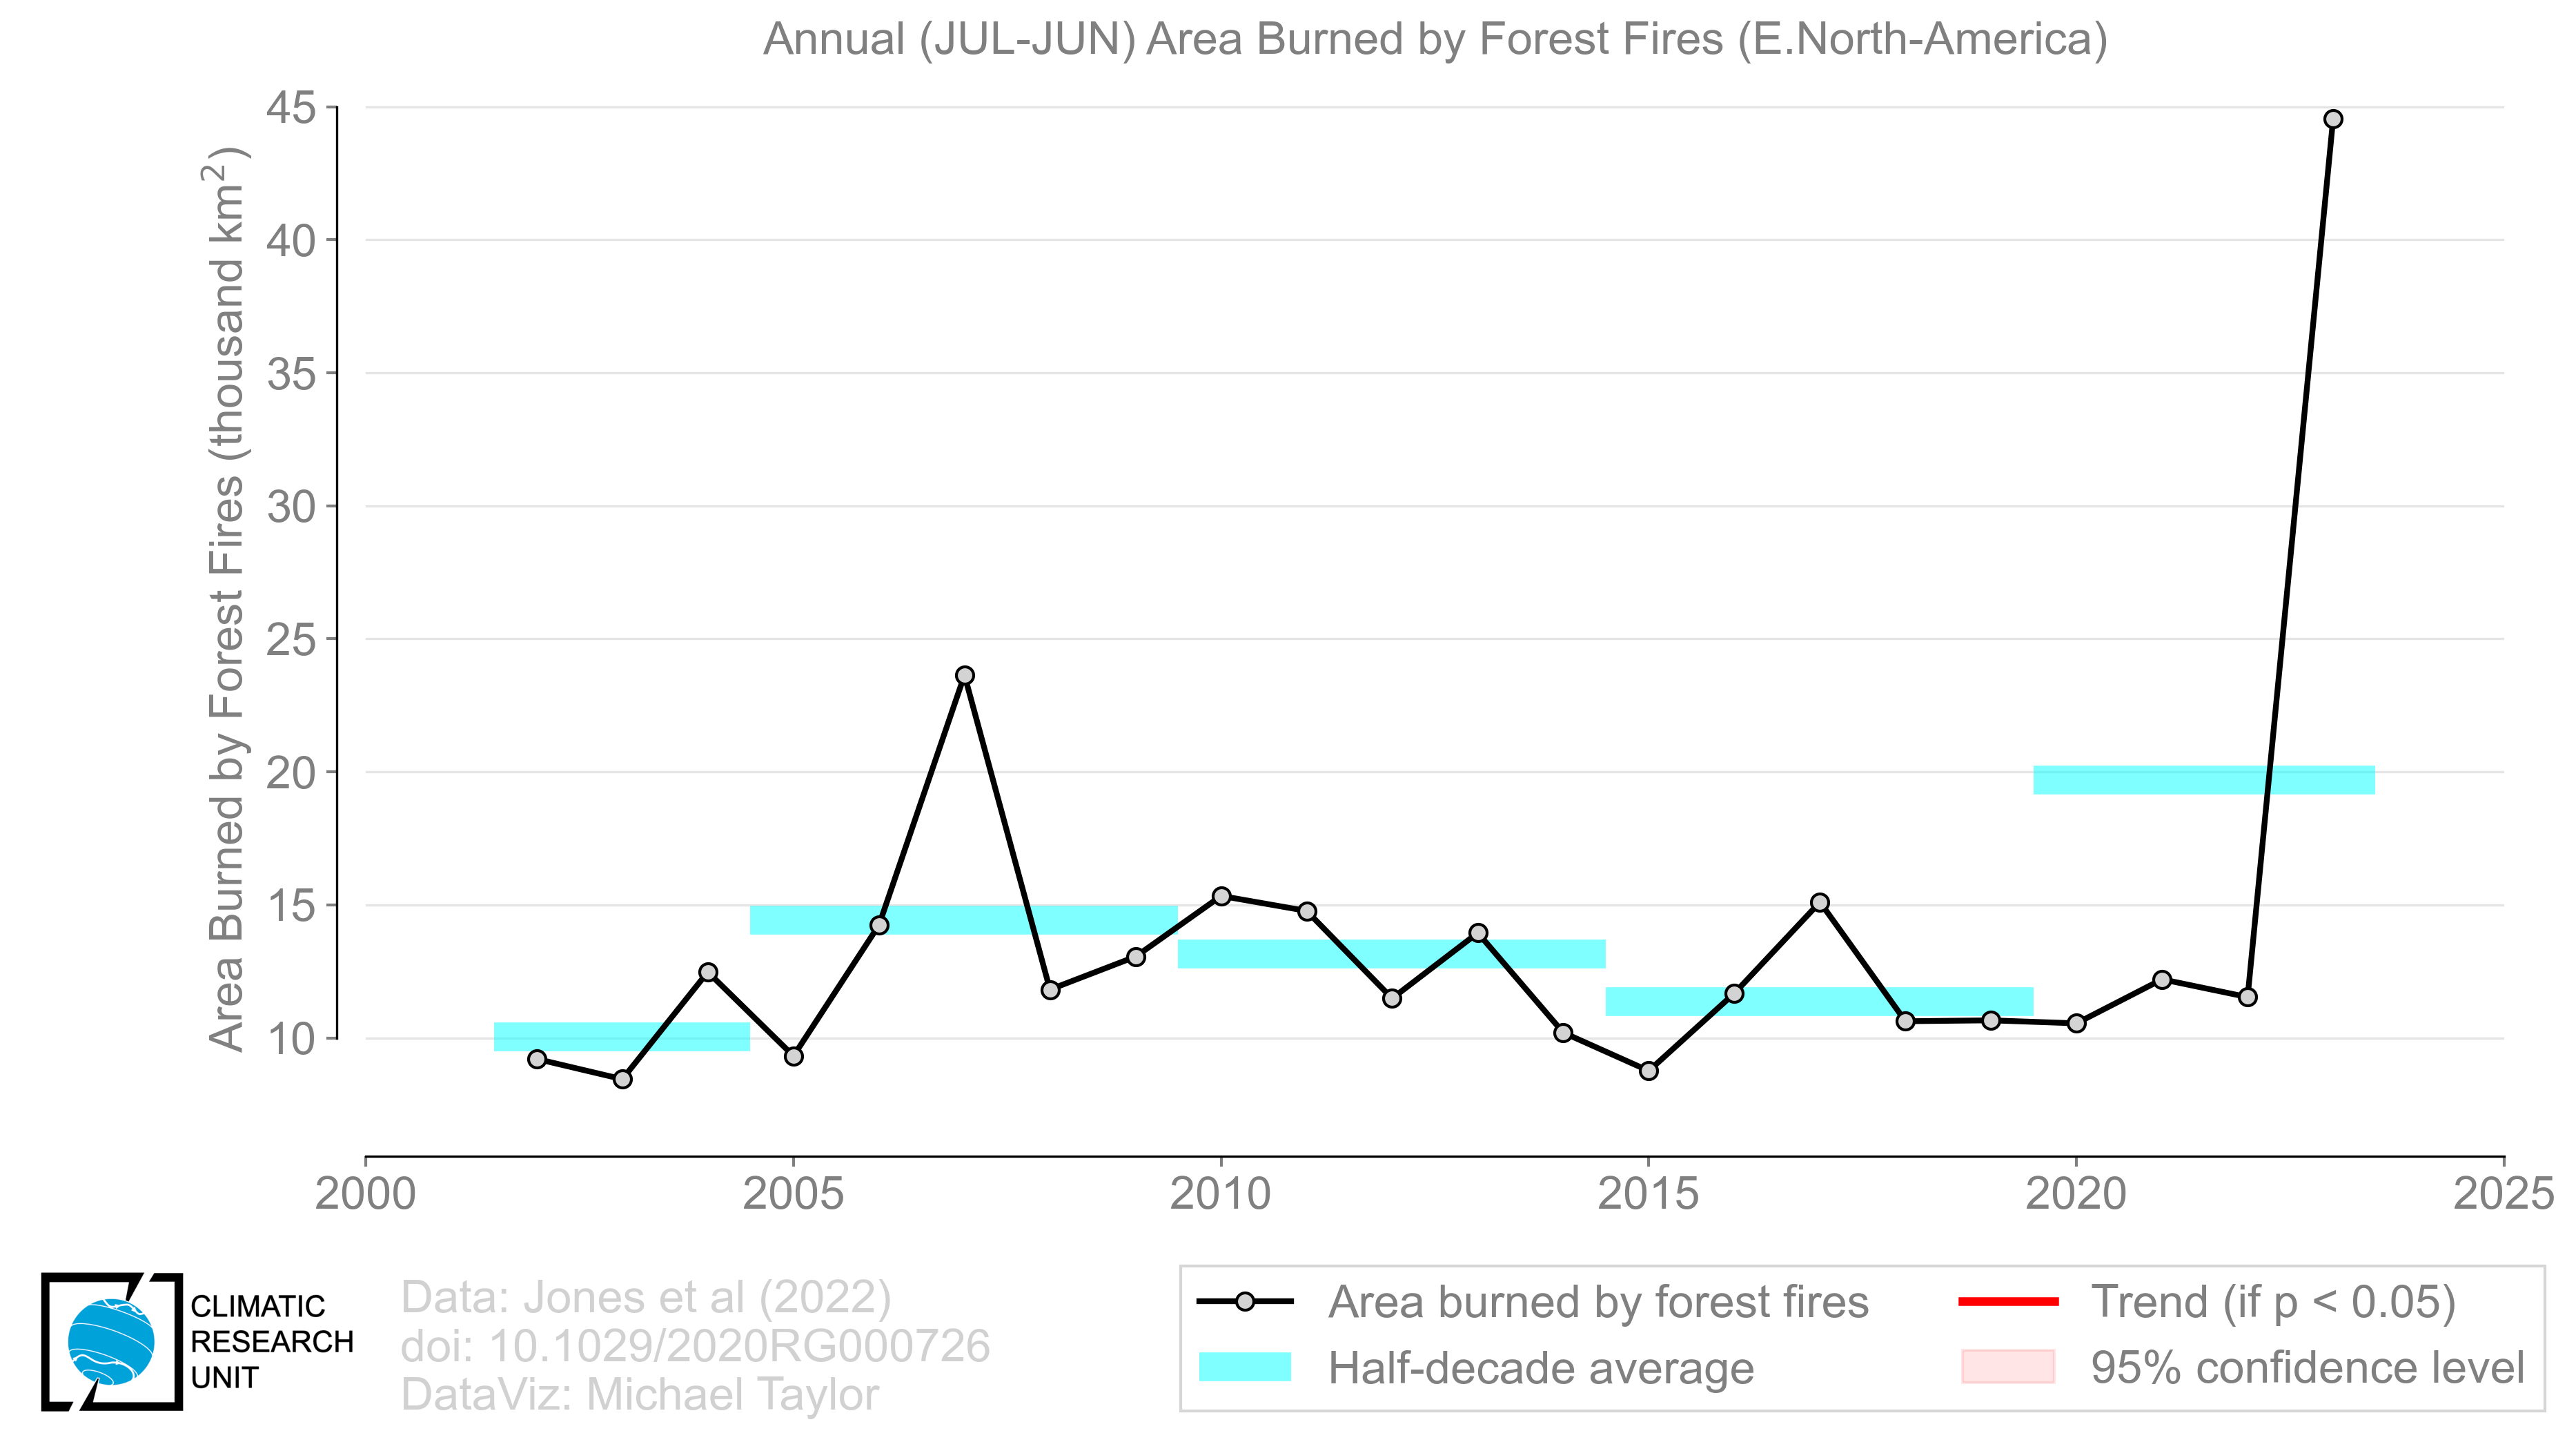 Annual (JUL-JUN) Area Burned by Forest Fires (E.North-America)
Area Burned by Forest Fires (thousand km²)
45
40
35
30
25
20
15
10
2000 2005 2010 2015 2020 2025
CLIMATIC
RESEARCH
UNIT
Data: Jones et al (2022)
doi: 10.1029/2020RG000726
DataViz: Michael Taylor
Area burned by forest fires
Half-decade average
Trend (if p < 0.05)
95% confidence level